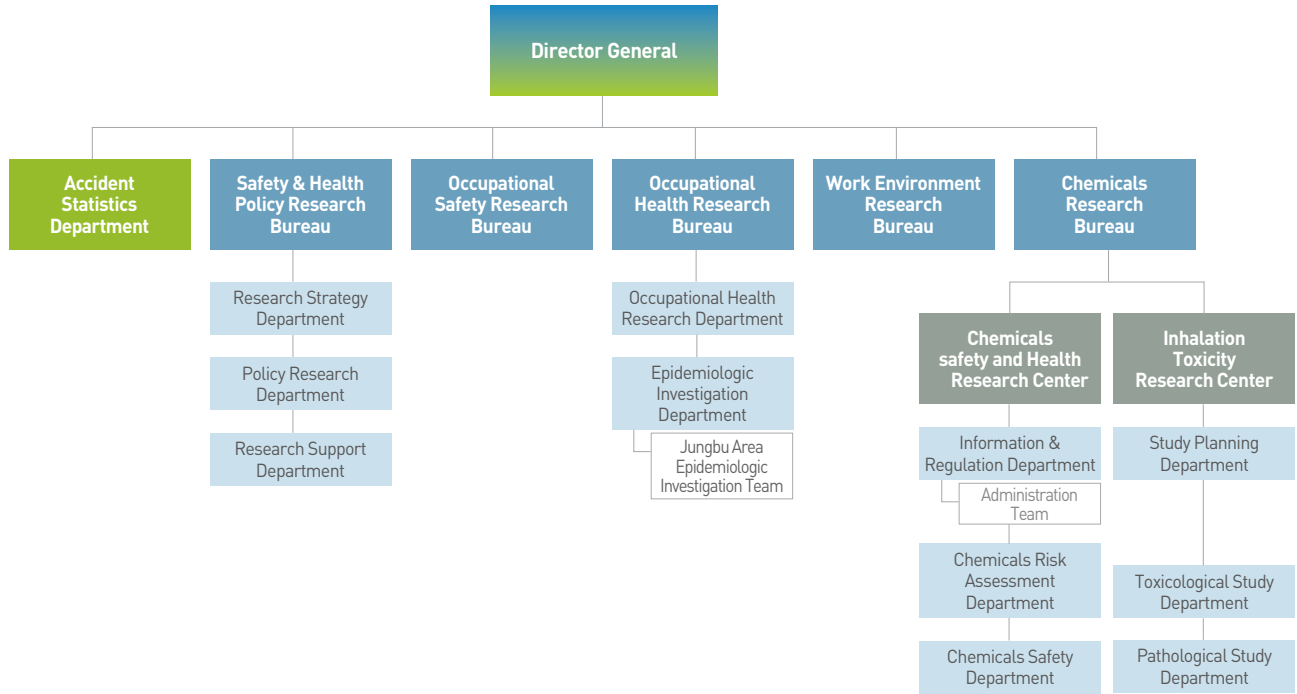 Director General
Accident
Statistics
Department
Safety & Health
Policy Research
Bureau
Occupational
Safety Research
Bureau
Occupational
Health Research
Bureau
Work Environment
Research
Bureau
Chemicals
Research
Bureau
Research Strategy
Department
Policy Research
Department
Research Support
Department
Occupational Health
Research Department
Epidemiologic
Investigation
Department
Jungbu Area
Epidemiologic
Investigation Team
Chemicals
safety and Health
Research Center
Information &
Regulation Department
Administration
Team
Chemicals Risk
Assessment
Department
Chemicals Safety
Department
Inhalation
Toxicity
Research Center
Study Planning
Department
Toxicological Study
Department
Pathological Study
Department